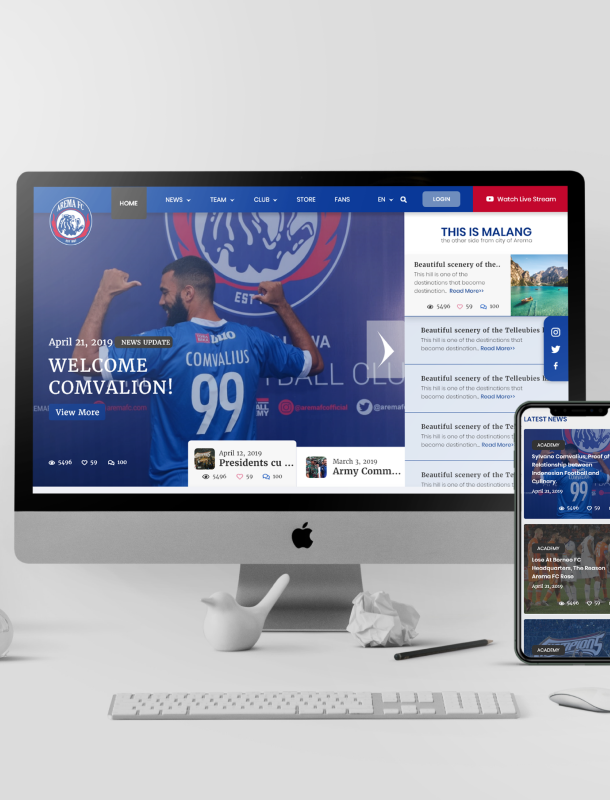 AREMA FC
HOME
NEWS
TEAM
CLUB
STORE
FANS
EN
LOGIN
Watch Live Stream
EST
April 21, 2019
NEWS UPDATE
WELCOME
COMVALION!
View More
5496
59
100
COMVALIUS
99
@aremafcofficial
April 12, 2019
Presidents cu ...
5496
59
100
March 3, 2019
Army Comm...
THIS IS MALANG
the other side from city of Arema
Beautiful scenery of the..
This hill is one of the
destinations that become
destination.. Read More>>
5496
59
100
Beautiful scenery of the Telleubies
This hill is one of the destinations that
become destination.. Read More>>
Beautiful scenery of the Telleubies
This hill is one of the destinations that
become destination.. Read More>>
Beautiful scenery of the Telleubies
This hill is one of the destinations
become destination.. Read More>>
Beautiful scenery of the Telleubies
This hill is one of the destinations
LATEST NEWS
ACADEMY
Sylvano Comvalius, Proof of
Relationship between
Indonesian Football and
Culinary.
April 21, 2019
5496
59
ACADEMY
Lose At Borneo FC
Headquarters, The Reason
Arema FC Rose
April 21, 2019
5496
59
ACADEMY